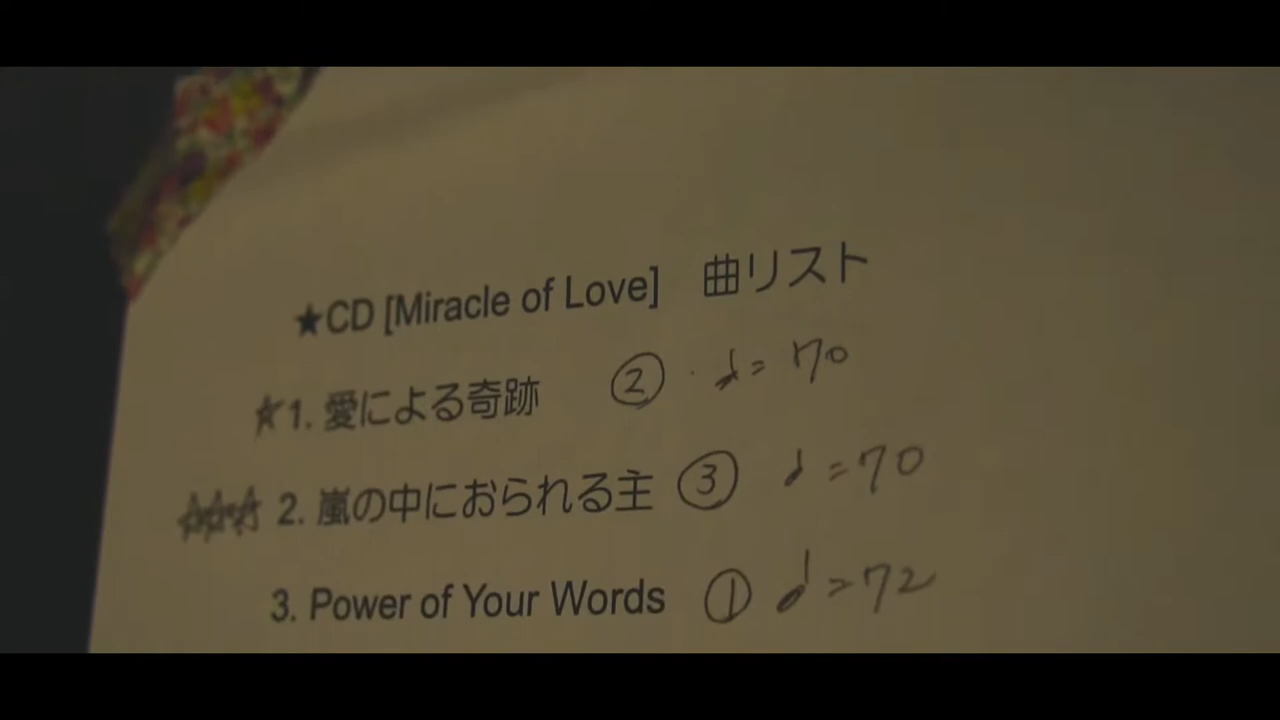 ★CD [Miracle of Love] 曲リスト
☆1. 愛による奇跡 ② ♩= 70
☆☆☆ 2. 嵐の中におられる主 ③ ♩=70
3. Power of Your Words ① ♩=72